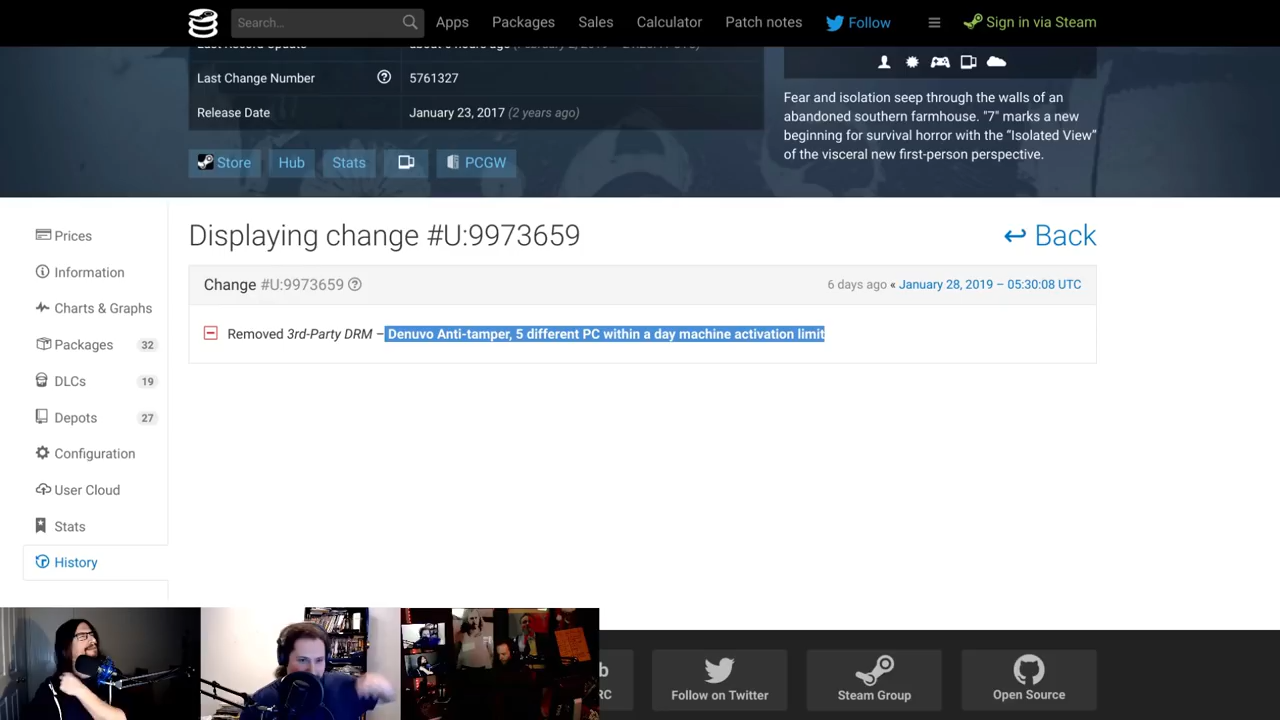 Search…
Apps
Packages
Sales
Calculator
Patch notes
Follow
Sign in via Steam
Last Record Update
Last Change Number
5761327
Release Date
January 23, 2017 (2 years ago)
Store
Hub
Stats
PCGW
Fear and isolation seep through the walls of an
abandoned southern farmhouse. "7" marks a new
beginning for survival horror with the "Isolated View"
of the visceral new first-person perspective.
Prices
Information
Charts & Graphs
Packages 32
DLCs 19
Depots 27
Configuration
User Cloud
Stats
History
Displaying change #U:9973659
Back
Change #U:9973659
6 days ago « January 28, 2019 – 05:30:08 UTC
Removed 3rd-Party DRM – Denuvo Anti-tamper, 5 different PC within a day machine activation limit
Follow on Twitter
Steam Group
Open Source